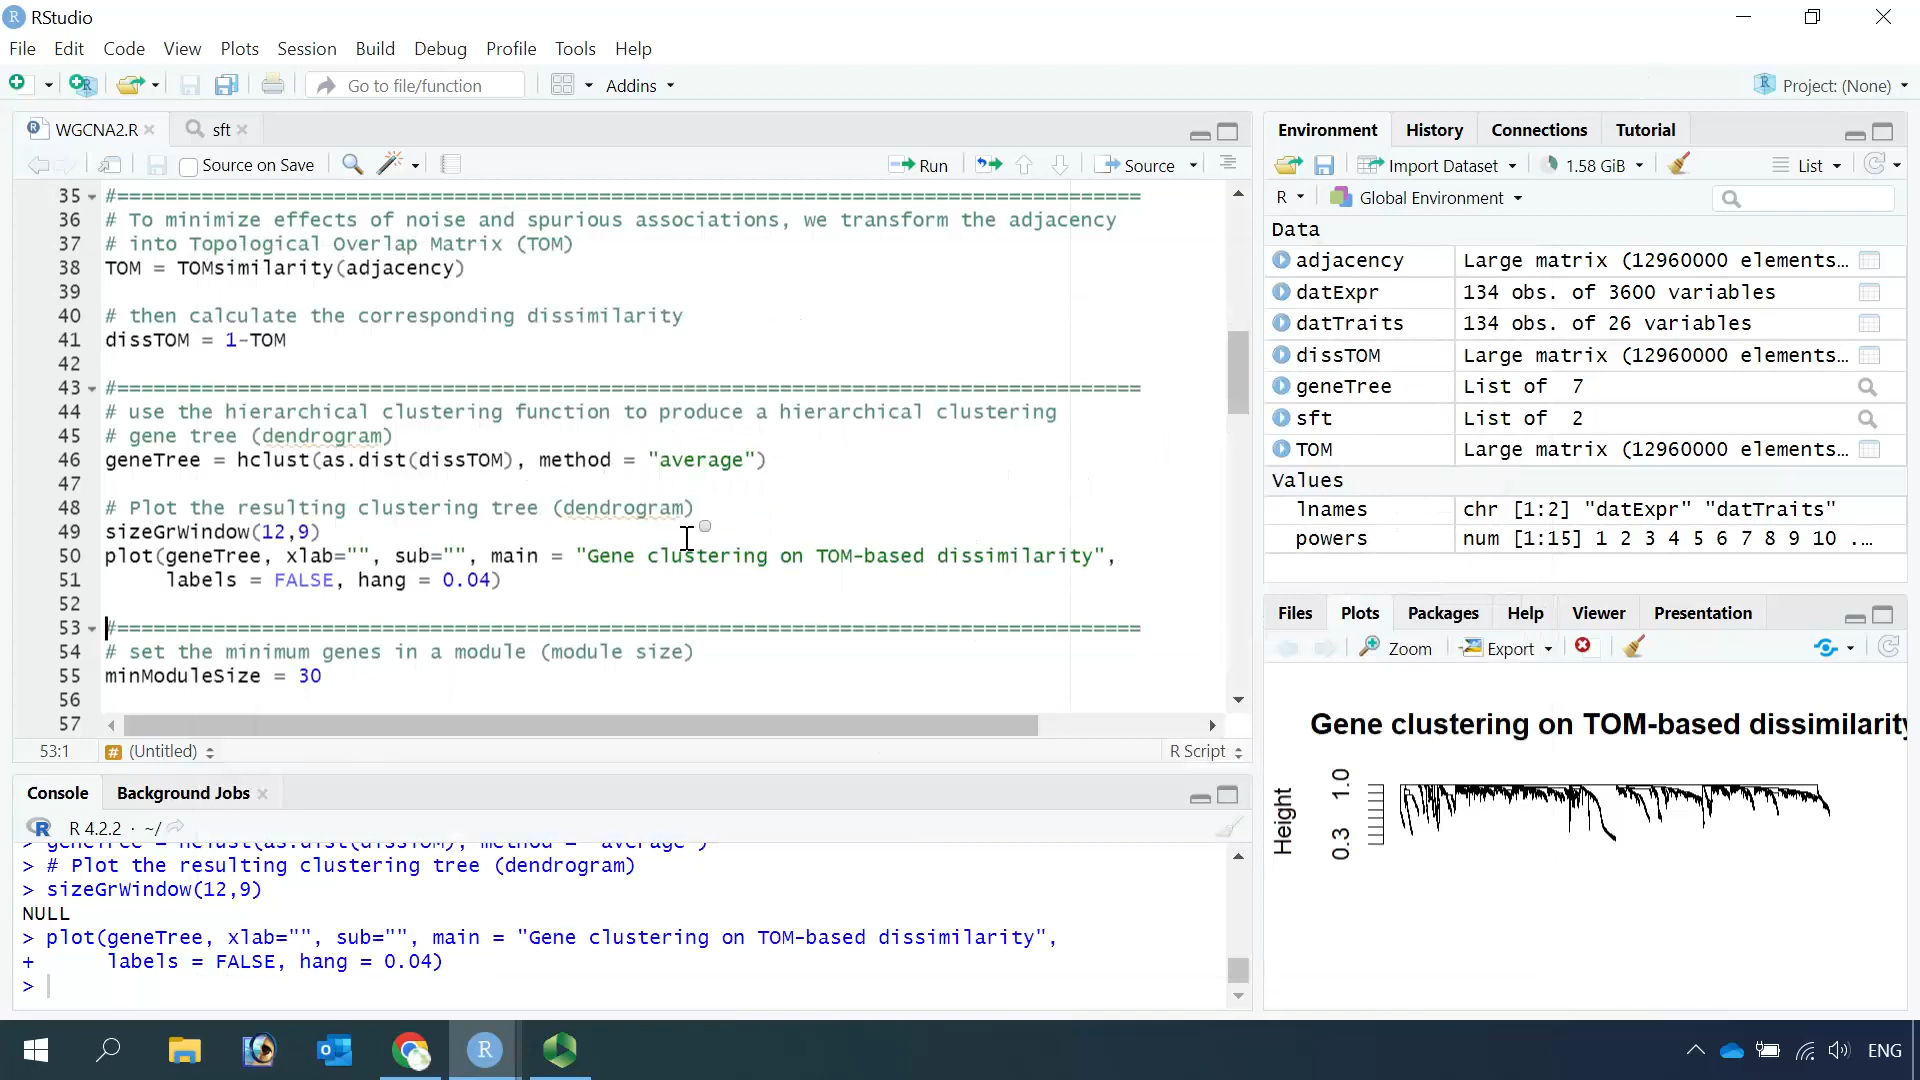 RStudio
File Edit Code View Plots Session Build Debug Profile Tools Help
Go to file/function Addins Project: (None)
WGCNA2.R sft
Source on Save Run Source
35 #=====================================================================================
36 # To minimize effects of noise and spurious associations, we transform the adjacency
37 # into Topological Overlap Matrix (TOM)
38 TOM = TOMsimilarity(adjacency)
39
40 # then calculate the corresponding dissimilarity
41 dissTOM = 1-TOM
42
43 #=====================================================================================
44 # use the hierarchical clustering function to produce a hierarchical clustering
45 # gene tree (dendrogram)
46 geneTree = hclust(as.dist(dissTOM), method = "average")
47
48 # Plot the resulting clustering tree (dendrogram)
49 sizeGrWindow(12,9)
50 plot(geneTree, xlab="", sub="", main = "Gene clustering on TOM-based dissimilarity",
51 labels = FALSE, hang = 0.04)
52
53 #=====================================================================================
54 # set the minimum genes in a module (module size)
55 minModuleSize = 30
56
57
53:1 # (Untitled) R Script
Console Background Jobs
R 4.2.2 · ~/
> geneTree = hclust(as.dist(dissTOM), method = "average")
> # Plot the resulting clustering tree (dendrogram)
> sizeGrWindow(12,9)
NULL
> plot(geneTree, xlab="", sub="", main = "Gene clustering on TOM-based dissimilarity",
+ labels = FALSE, hang = 0.04)
>
Environment History Connections Tutorial
Import Dataset 1.58 GiB List
R Global Environment
Data
adjacency Large matrix (12960000 elements…
datExpr 134 obs. of 3600 variables
datTraits 134 obs. of 26 variables
dissTOM Large matrix (12960000 elements…
geneTree List of 7
sft List of 2
TOM Large matrix (12960000 elements…
Values
lnames chr [1:2] "datExpr" "datTraits"
powers num [1:15] 1 2 3 4 5 6 7 8 9 10 .…
Files Plots Packages Help Viewer Presentation
Zoom Export
Gene clustering on TOM-based dissimilarity
Height
1.0
0.3
ENG